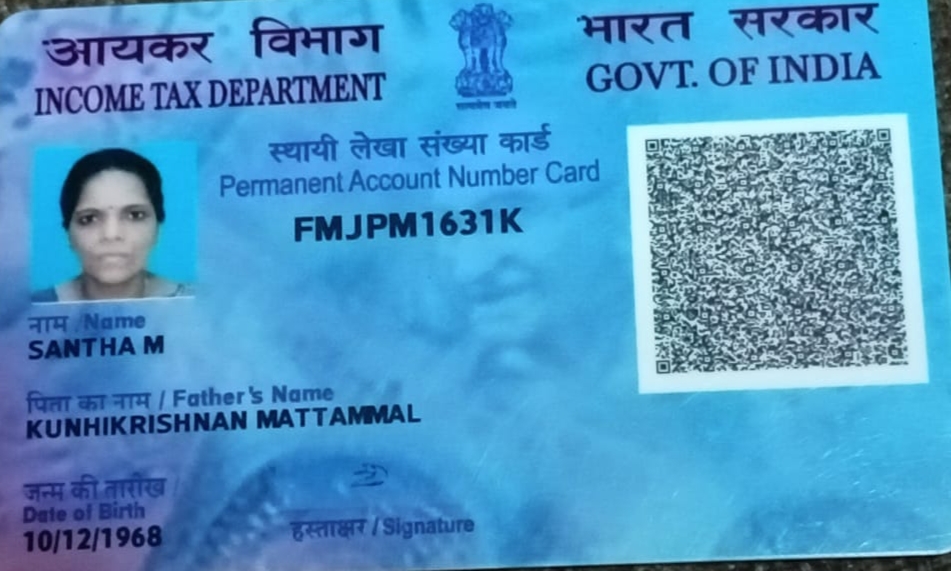 आयकर विभाग
INCOME TAX DEPARTMENT
सत्यमेव जयते
भारत सरकार
GOVT. OF INDIA
स्थायी लेखा संख्या कार्ड
Permanent Account Number Card
FMJPM1631K
नाम /Name
SANTHA M
पिता का नाम / Father's Name
KUNHIKRISHNAN MATTAMMAL
जन्म की तारीख /
Date of Birth
10/12/1968
हस्ताक्षर / Signature